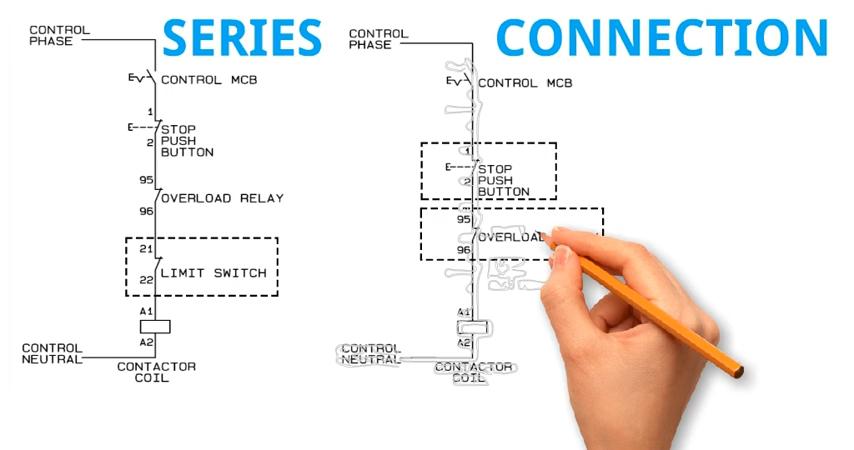 SERIES CONNECTION
CONTROL
PHASE
CONTROL MCB
1
STOP
2 PUSH
BUTTON
95
OVERLOAD RELAY
96
21
LIMIT SWITCH
22
A1
A2
CONTROL
NEUTRAL
CONTACTOR
COIL
CONTROL
PHASE
CONTROL MCB
1
STOP
2 PUSH
BUTTON
95
OVERLOAD
96
A1
A2
CONTROL
NEUTRAL
CONTACTOR
COIL